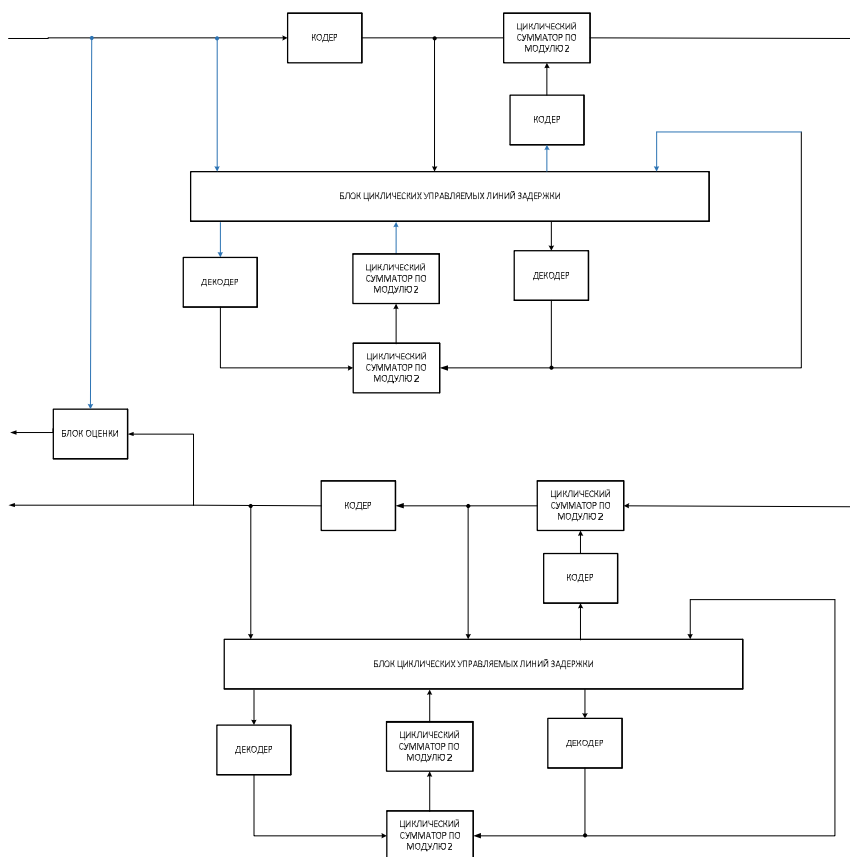 КОДЕР
ЦИКЛИЧЕСКИЙ
СУММАТОР ПО
МОДУЛЮ 2
КОДЕР
БЛОК ЦИКЛИЧЕСКИХ УПРАВЛЯЕМЫХ ЛИНИЙ ЗАДЕРЖКИ
ДЕКОДЕР
ЦИКЛИЧЕСКИЙ
СУММАТОР ПО
МОДУЛЮ 2
ДЕКОДЕР
ЦИКЛИЧЕСКИЙ
СУММАТОР ПО
МОДУЛЮ 2
БЛОК ОЦЕНКИ
КОДЕР
ЦИКЛИЧЕСКИЙ
СУММАТОР ПО
МОДУЛЮ 2
КОДЕР
БЛОК ЦИКЛИЧЕСКИХ УПРАВЛЯЕМЫХ ЛИНИЙ ЗАДЕРЖКИ
ДЕКОДЕР
ЦИКЛИЧЕСКИЙ
СУММАТОР ПО
МОДУЛЮ 2
ДЕКОДЕР
ЦИКЛИЧЕСКИЙ
СУММАТОР ПО
МОДУЛЮ 2